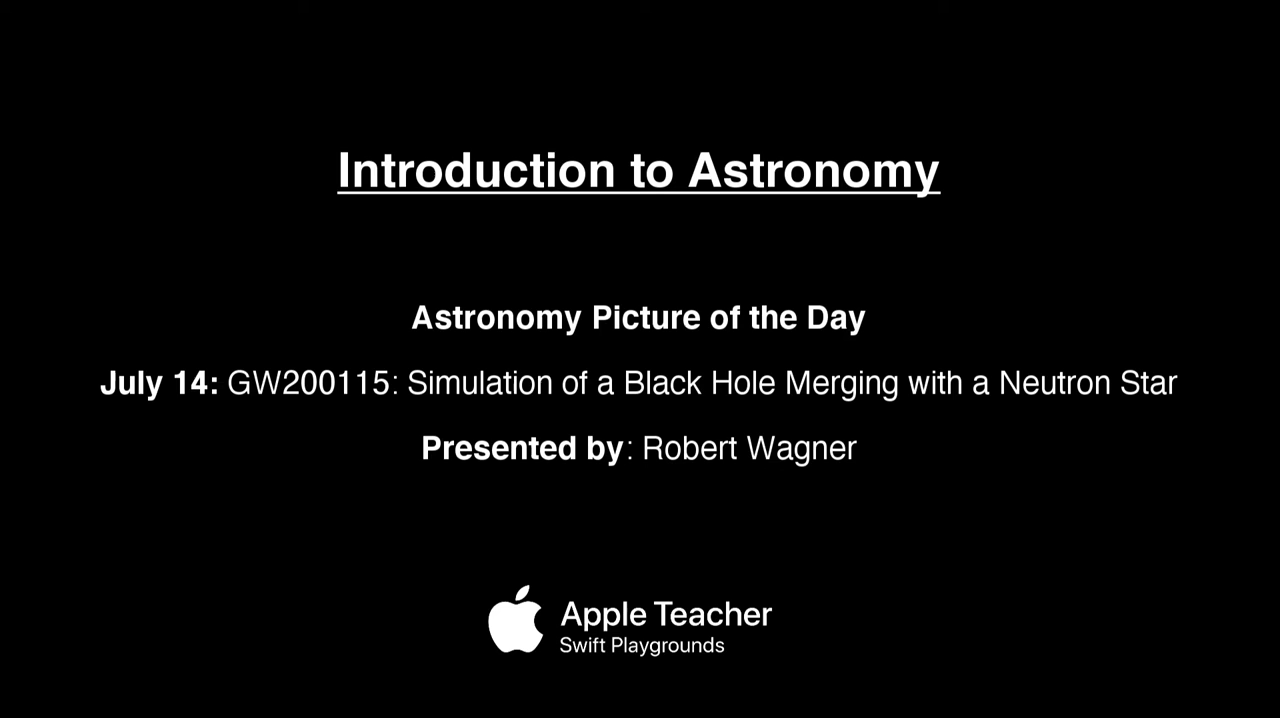 Introduction to Astronomy
Astronomy Picture of the Day
July 14: GW200115: Simulation of a Black Hole Merging with a Neutron Star
Presented by: Robert Wagner
Apple Teacher
Swift Playgrounds